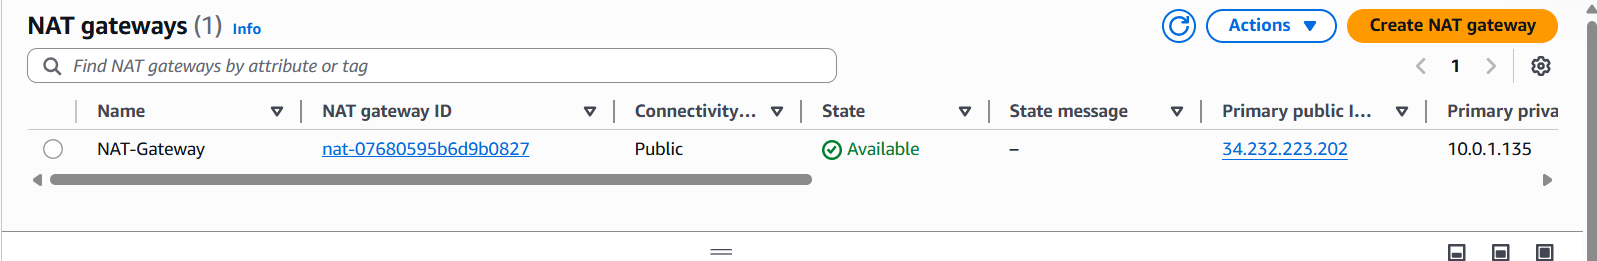 NAT gateways (1) Info
Actions
Create NAT gateway
Find NAT gateways by attribute or tag
1
Name NAT gateway ID Connectivity... State State message Primary public I... Primary priva
NAT-Gateway nat-07680595b6d9b0827 Public Available – 34.232.223.202 10.0.1.135